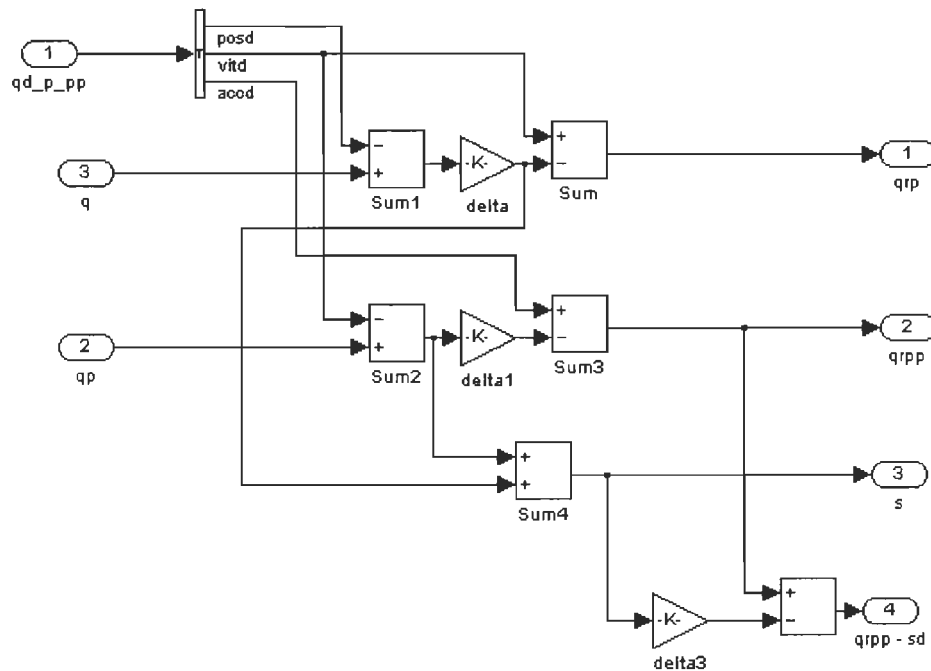 1
qd_p_pp
T
posd
vitd
acod
3
q
−
+
Sum1
-K-
delta
+
−
Sum
1
qrp
2
qp
−
+
Sum2
-K-
delta1
+
−
Sum3
2
qrpp
+
+
Sum4
3
s
-K-
delta3
+
−
4
qrpp - sd